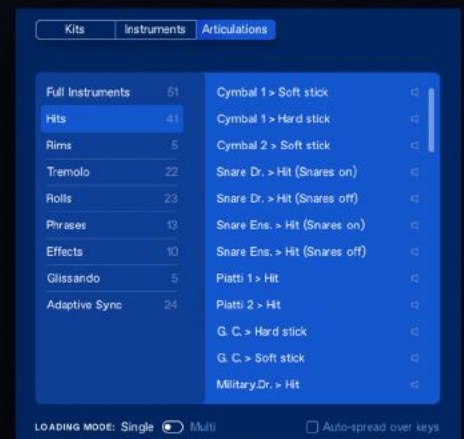 Kits Instruments Articulations
Full Instruments 51
Hits 41
Rims 5
Tremolo 22
Rolls 23
Phrases 13
Effects 10
Glissando 5
Adaptive Sync 24
Cymbal 1 > Soft stick
Cymbal 1 > Hard stick
Cymbal 2 > Soft stick
Snare Dr. > Hit (Snares on)
Snare Dr. > Hit (Snares off)
Snare Ens. > Hit (Snares on)
Snare Ens. > Hit (Snares off)
Piatti 1 > Hit
Piatti 2 > Hit
G. C. > Hard stick
G. C. > Soft stick
Military.Dr. > Hit
LOADING MODE: Single Multi Auto-spread over keys